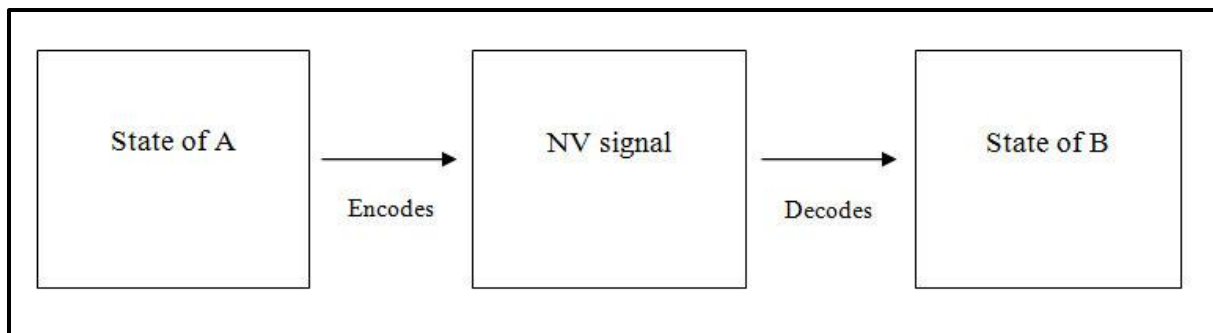 State of A
Encodes
NV signal
Decodes
State of B